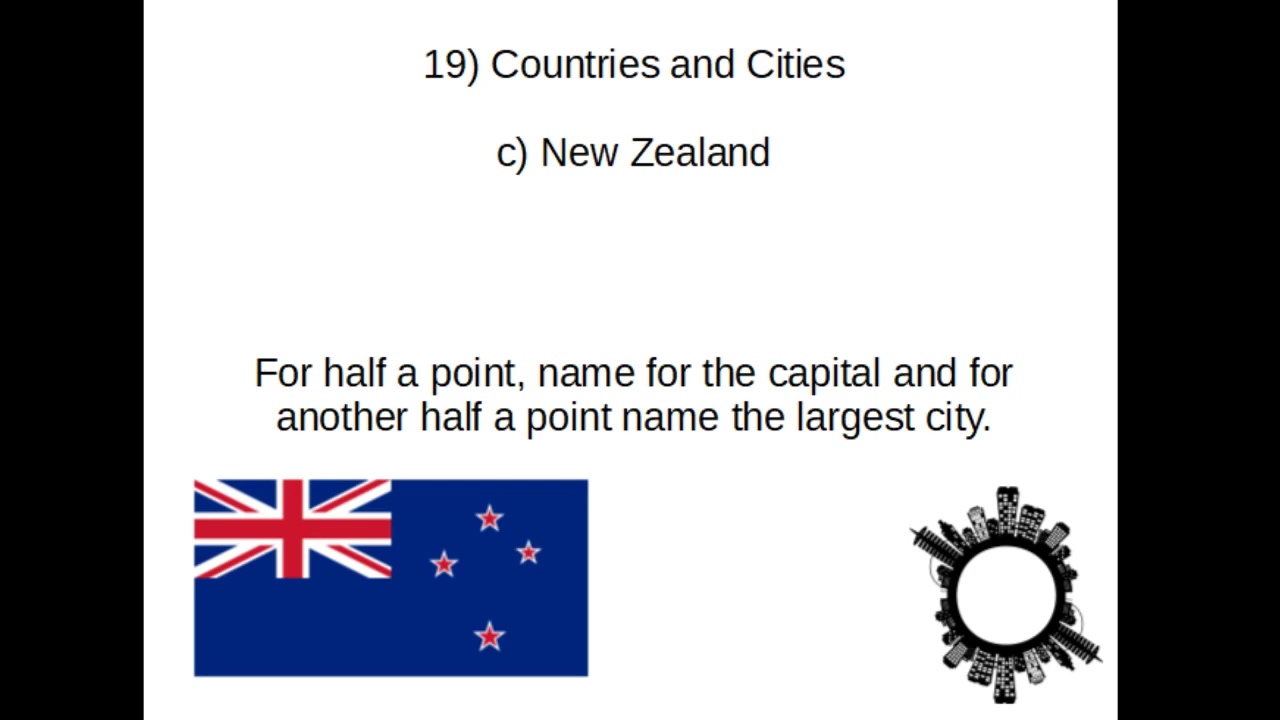 19) Countries and Cities
c) New Zealand
For half a point, name for the capital and for
another half a point name the largest city.